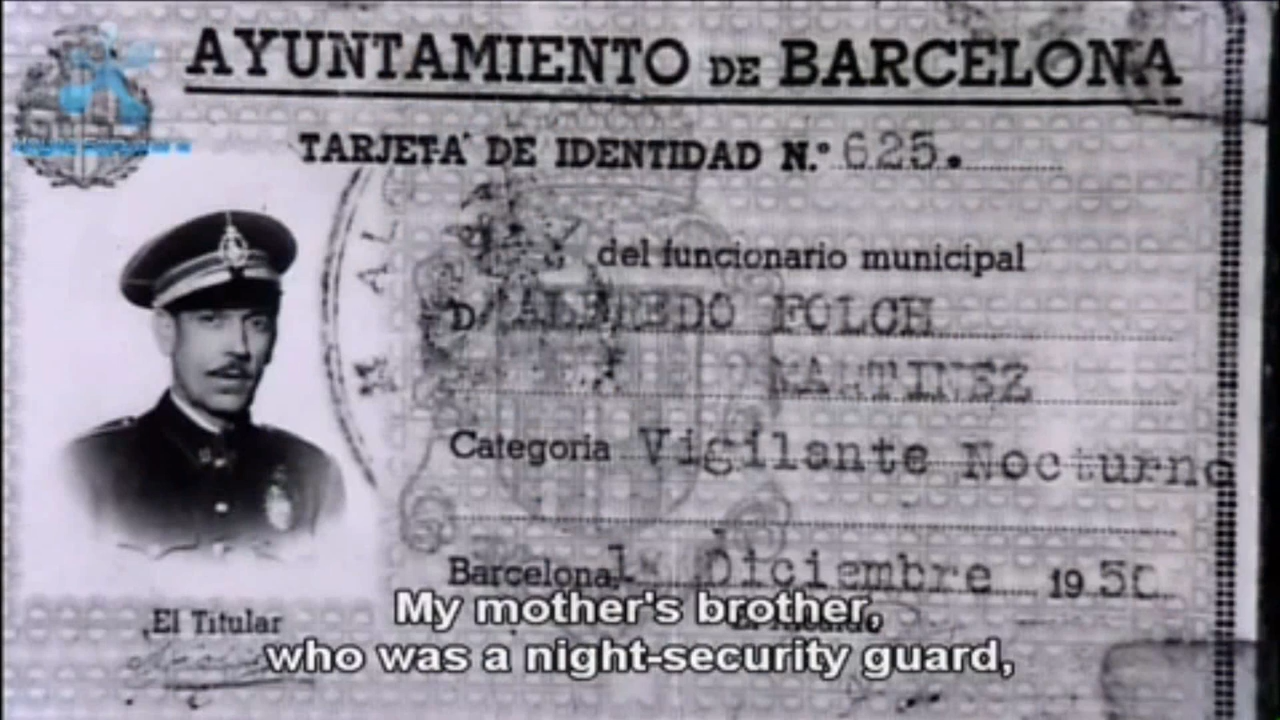 AYUNTAMIENTO DE BARCELONA
TARJETA DE IDENTIDAD N.º 625.
del funcionario municipal
D. ALFREDO FOLCH
MARTINEZ
Categoria Vigilante Nocturno
Barcelona, 1º Diciembre 1950
El Titular
My mother's brother,
who was a night-security guard,